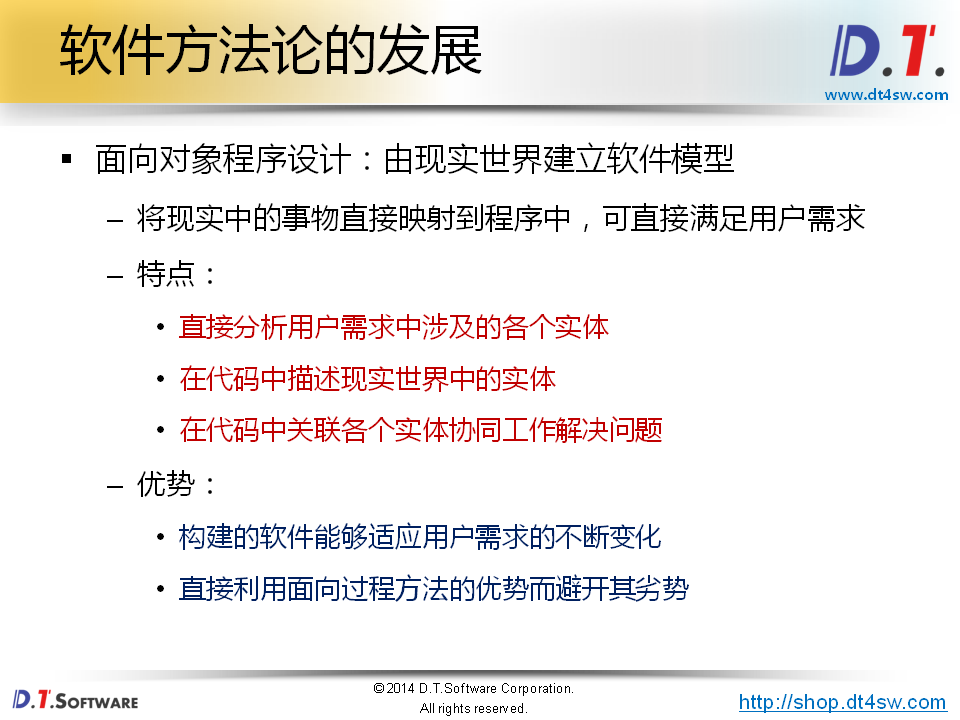 软件方法论的发展
D.T.
www.dt4sw.com
▪ 面向对象程序设计：由现实世界建立软件模型
– 将现实中的事物直接映射到程序中，可直接满足用户需求
– 特点：
• 直接分析用户需求中涉及的各个实体
• 在代码中描述现实世界中的实体
• 在代码中关联各个实体协同工作解决问题
– 优势：
• 构建的软件能够适应用户需求的不断变化
• 直接利用面向过程方法的优势而避开其劣势
D.T.SOFTWARE
©2014 D.T.Software Corporation.
All rights reserved.
http://shop.dt4sw.com